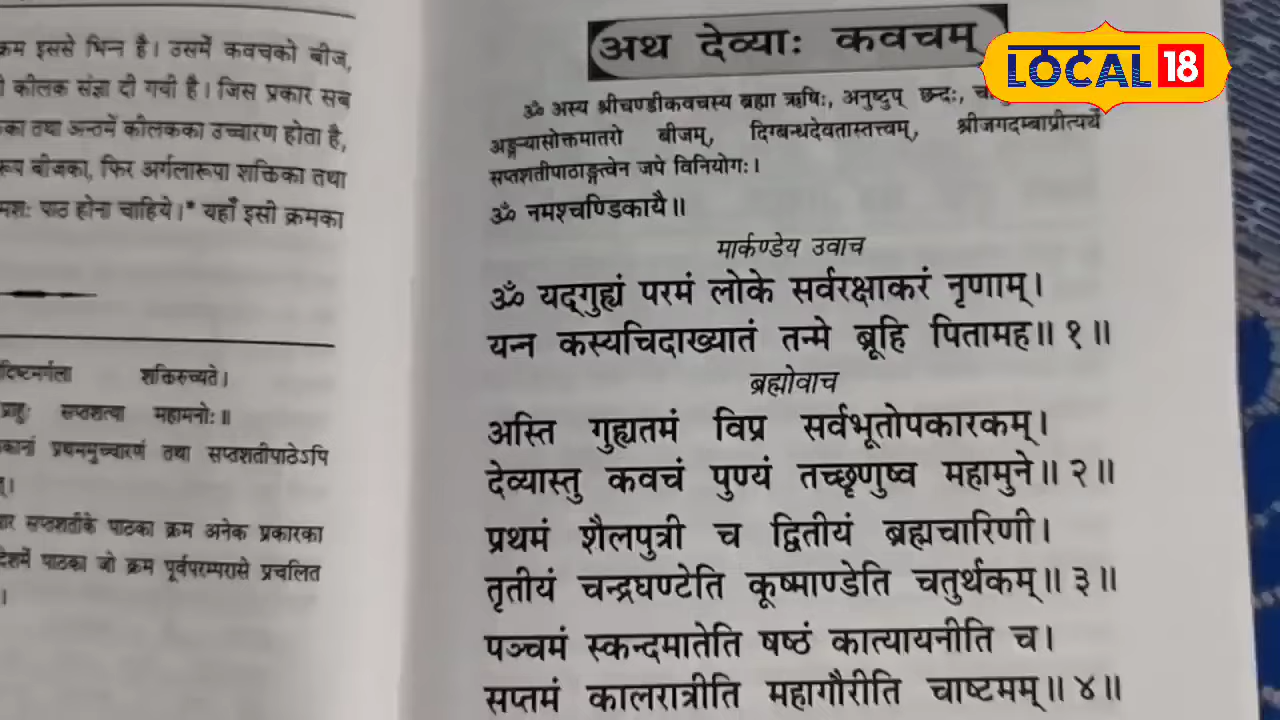 क्रम इससे भिन्न है। उसमें कवचको बीज,
कीलक संज्ञा दी गयी है। जिस प्रकार सब
तथा अन्तमें कीलकका उच्चारण होता है,
बीजका, फिर अर्गलारूपा शक्तिका तथा
पाठ होना चाहिये।* यहाँ इसी क्रमका
शक्तिरुच्यते।
प्राहुः सप्तशत्या महामनोः॥
प्रथममुच्चारणं तथा सप्तशतीपाठेऽपि
सप्तशतीके पाठका क्रम अनेक प्रकारका
पाठका जो क्रम पूर्वपरम्परासे प्रचलित
।
अथ देव्याः कवचम्
LOCAL 18
ॐ अस्य श्रीचण्डीकवचस्य ब्रह्मा ऋषिः, अनुष्टुप् छन्दः,
अङ्गन्यासोक्तमातरो बीजम्, दिग्बन्धदेवतास्तत्त्वम्, श्रीजगदम्बाप्रीत्यर्थे
सप्तशतीपाठाङ्गत्वेन जपे विनियोगः।
ॐ नमश्चण्डिकायै॥
मार्कण्डेय उवाच
ॐ यद्‌गुह्यं परमं लोके सर्वरक्षाकरं नृणाम्।
यन्न कस्यचिदाख्यातं तन्मे ब्रूहि पितामह॥ १॥
ब्रह्मोवाच
अस्ति गुह्यतमं विप्र सर्वभूतोपकारकम्।
देव्यास्तु कवचं पुण्यं तच्छृणुष्व महामुने॥ २॥
प्रथमं शैलपुत्री च द्वितीयं ब्रह्मचारिणी।
तृतीयं चन्द्रघण्टेति कूष्माण्डेति चतुर्थकम्॥ ३॥
पञ्चमं स्कन्दमातेति षष्ठं कात्यायनीति च।
सप्तमं कालरात्रीति महागौरीति चाष्टमम्॥ ४॥